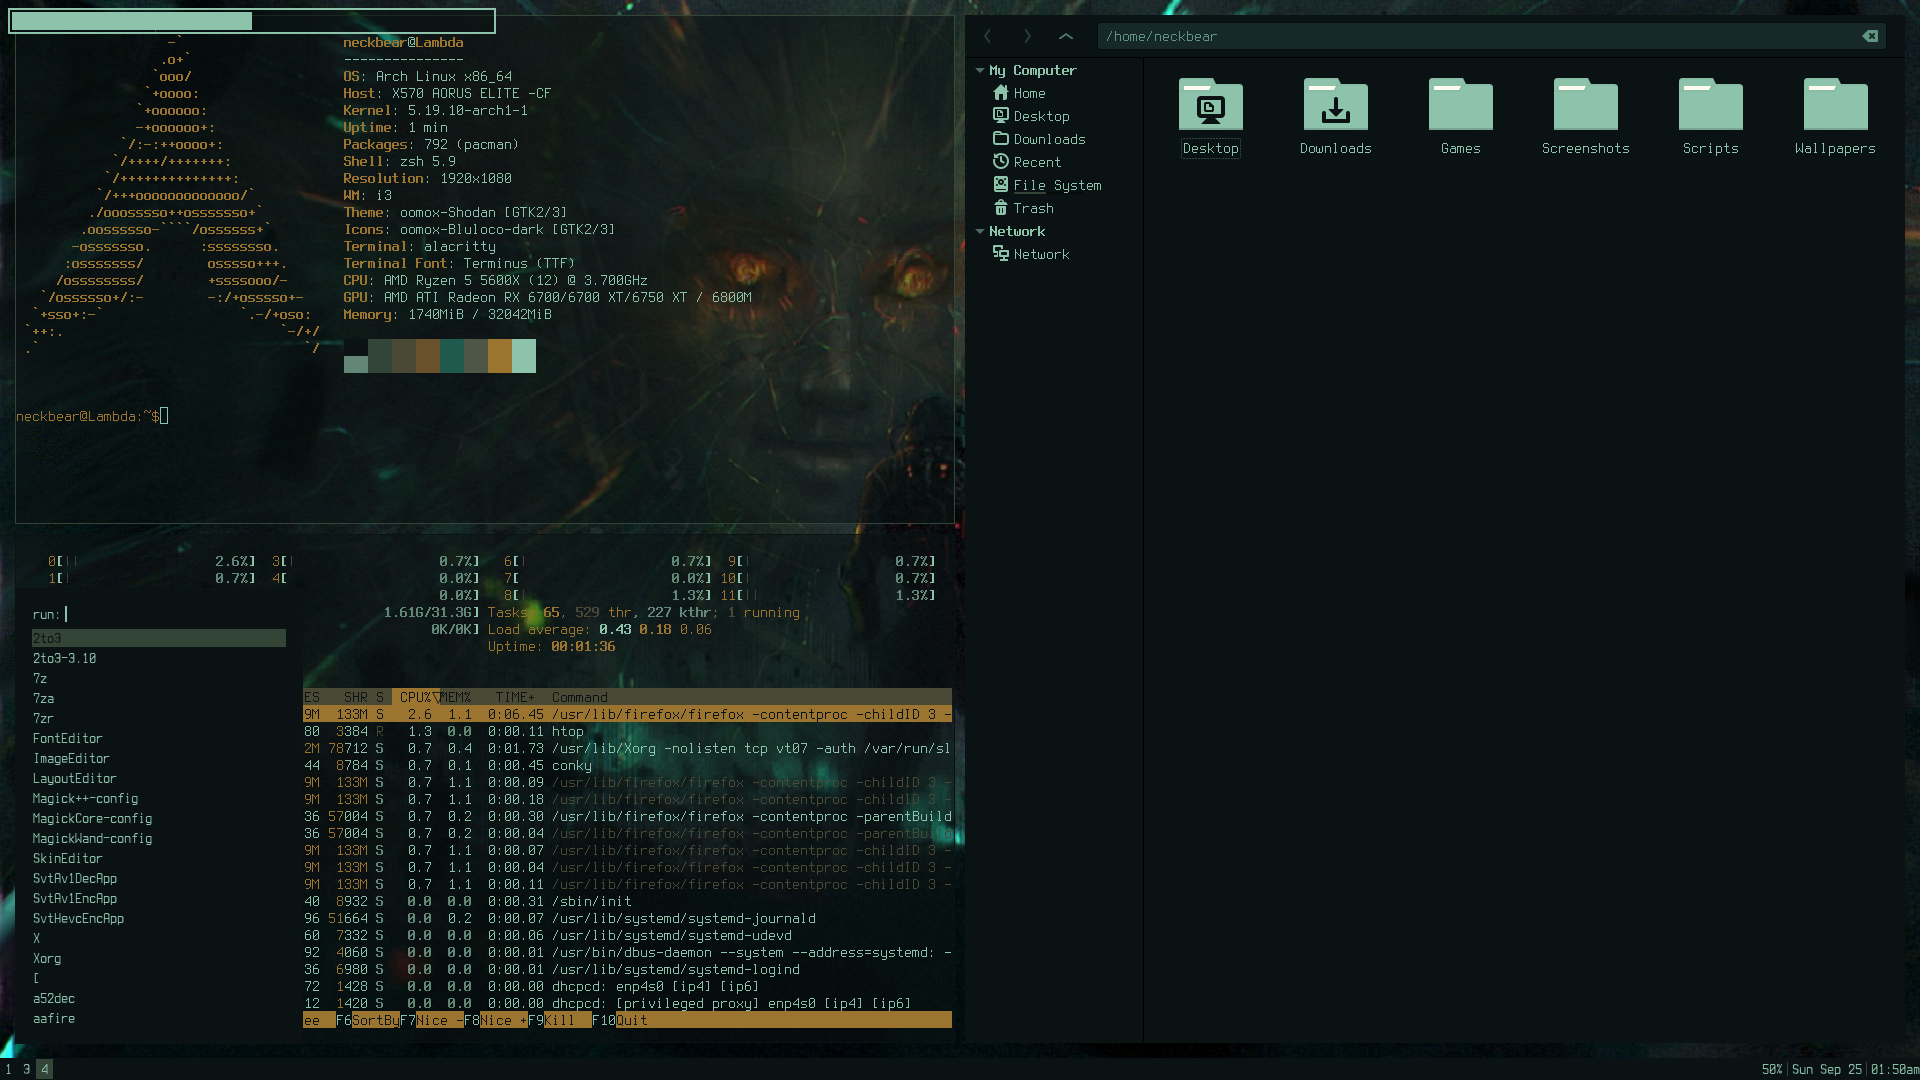 neckbear@Lambda
---------------
OS: Arch Linux x86_64
Host: X570 AORUS ELITE -CF
Kernel: 5.19.10-arch1-1
Uptime: 1 min
Packages: 792 (pacman)
Shell: zsh 5.9
Resolution: 1920x1080
WM: i3
Theme: oomox-Shodan [GTK2/3]
Icons: oomox-Bluloco-dark [GTK2/3]
Terminal: alacritty
Terminal Font: Terminus (TTF)
CPU: AMD Ryzen 5 5600X (12) @ 3.700GHz
GPU: AMD ATI Radeon RX 6700/6700 XT/6750 XT / 6800M
Memory: 1740MiB / 32042MiB
neckbear@Lambda:~$
/home/neckbear
My Computer
Home
Desktop
Downloads
Recent
File System
Trash
Network
Network
Desktop
Downloads
Games
Screenshots
Scripts
Wallpapers
0[|| 2.6%] 3[| 0.7%] 6[| 0.7%] 9[| 0.7%]
1[| 0.7%] 4[ 0.0%] 7[ 0.0%] 10[| 0.7%]
0.0%] 8[| 1.3%] 11[|| 1.3%]
1.61G/31.3G] Tasks: 65, 529 thr, 227 kthr; 1 running
0K/0K] Load average: 0.43 0.18 0.06
Uptime: 00:01:36
run:
2to3
2to3-3.10
7z
7za
7zr
FontEditor
ImageEditor
LayoutEditor
Magick++-config
MagickCore-config
MagickWand-config
SkinEditor
SvtAv1DecApp
SvtAv1EncApp
SvtHevcEncApp
X
Xorg
[
a52dec
aafire
ES SHR S CPU%▽MEM% TIME+ Command
9M 133M S 2.6 1.1 0:06.45 /usr/lib/firefox/firefox -contentproc -childID 3 -
80 3384 R 1.3 0.0 0:00.11 htop
2M 78712 S 0.7 0.4 0:01.73 /usr/lib/Xorg -nolisten tcp vt07 -auth /var/run/sl
44 8784 S 0.7 0.1 0:00.45 conky
9M 133M S 0.7 1.1 0:00.09 /usr/lib/firefox/firefox -contentproc -childID 3 -
9M 133M S 0.7 1.1 0:00.18 /usr/lib/firefox/firefox -contentproc -childID 3 -
36 57004 S 0.7 0.2 0:00.30 /usr/lib/firefox/firefox -contentproc -parentBuild
36 57004 S 0.7 0.2 0:00.04 /usr/lib/firefox/firefox -contentproc -parentBuild
9M 133M S 0.7 1.1 0:00.07 /usr/lib/firefox/firefox -contentproc -childID 3 -
9M 133M S 0.7 1.1 0:00.04 /usr/lib/firefox/firefox -contentproc -childID 3 -
9M 133M S 0.7 1.1 0:00.11 /usr/lib/firefox/firefox -contentproc -childID 3 -
40 8932 S 0.0 0.0 0:00.31 /sbin/init
96 51664 S 0.0 0.2 0:00.07 /usr/lib/systemd/systemd-journald
60 7332 S 0.0 0.0 0:00.06 /usr/lib/systemd/systemd-udevd
92 4060 S 0.0 0.0 0:00.01 /usr/bin/dbus-daemon --system --address=systemd: -
36 6980 S 0.0 0.0 0:00.01 /usr/lib/systemd/systemd-logind
72 1428 S 0.0 0.0 0:00.00 dhcpcd: enp4s0 [ip4] [ip6]
12 1420 S 0.0 0.0 0:00.00 dhcpcd: [privileged proxy] enp4s0 [ip4] [ip6]
ee F6SortByF7Nice -F8Nice +F9Kill F10Quit
1 3 4
50% Sun Sep 25 01:50am